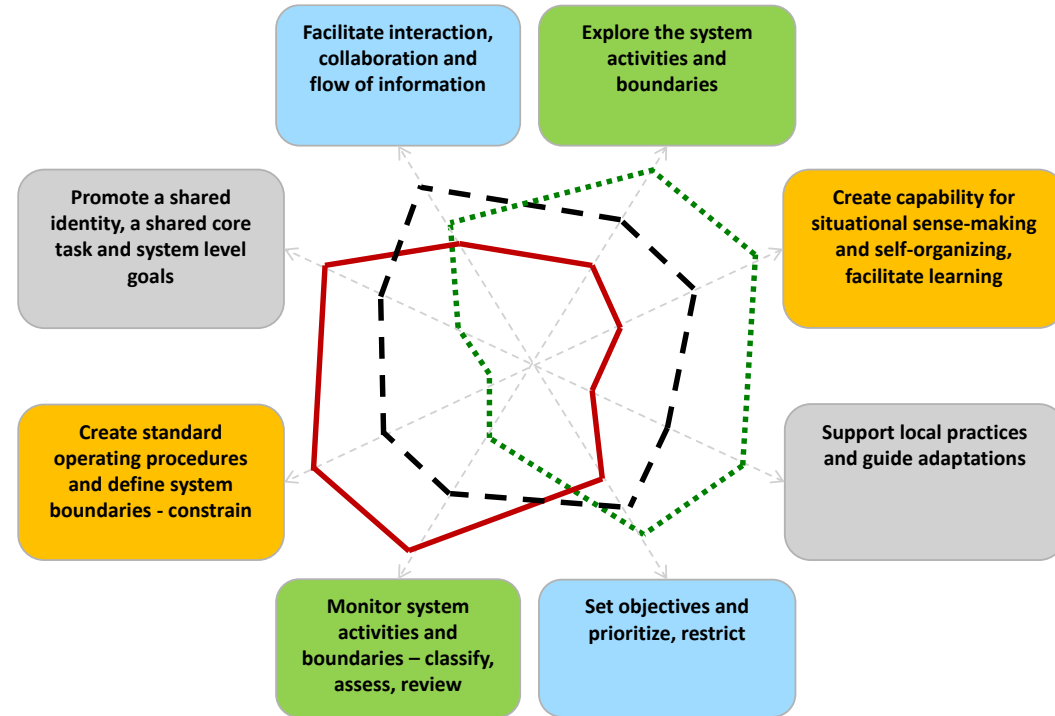 Facilitate interaction,
collaboration and
flow of information
Explore the system
activities and
boundaries
Promote a shared
identity, a shared core
task and system level
goals
Create capability for
situational sense-making
and self-organizing,
facilitate learning
Create standard
operating procedures
and define system
boundaries - constrain
Support local practices
and guide adaptations
Monitor system
activities and
boundaries – classify,
assess, review
Set objectives and
prioritize, restrict